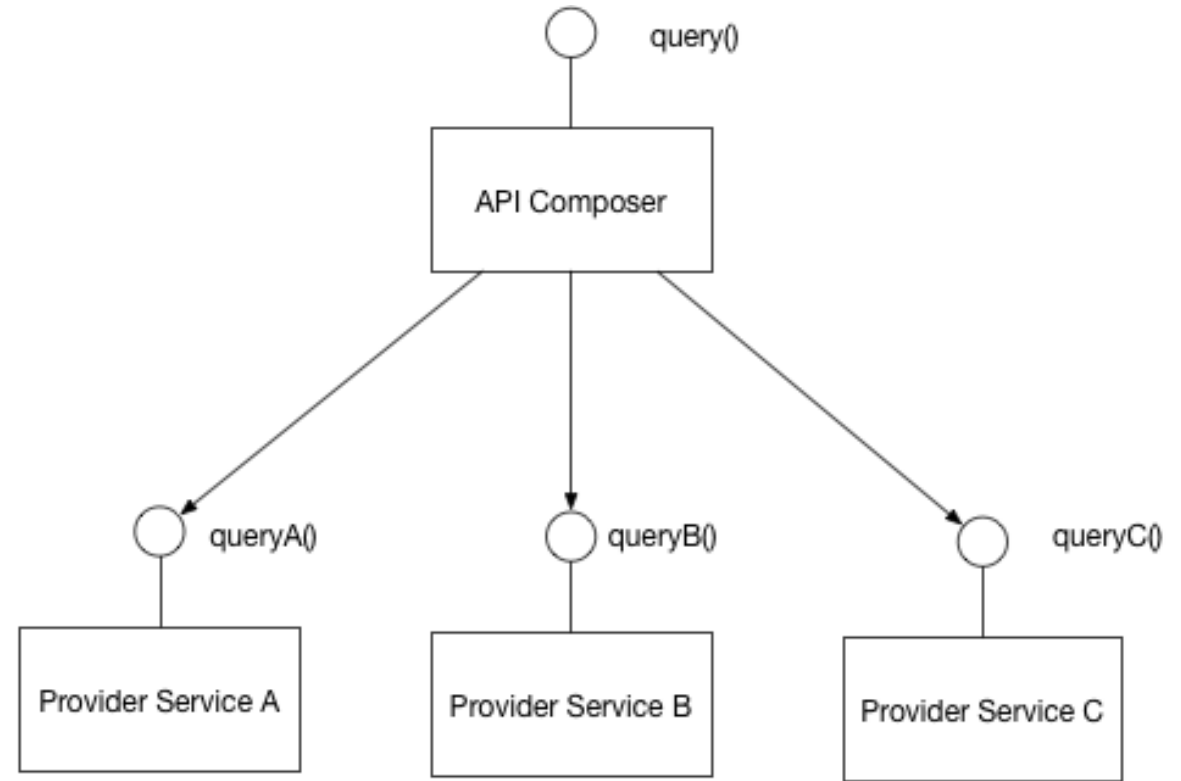 query()
API Composer
queryA()
queryB()
queryC()
Provider Service A
Provider Service B
Provider Service C